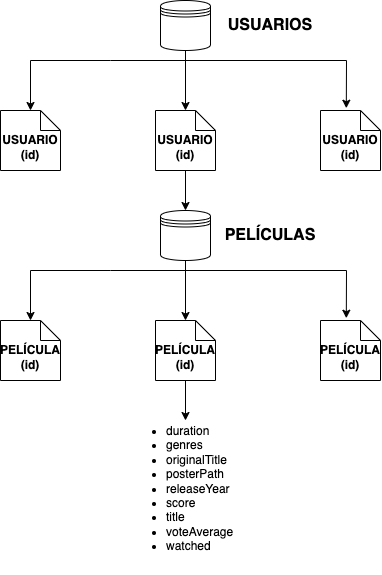 USUARIOS
USUARIO
(id)
USUARIO
(id)
USUARIO
(id)
PELÍCULAS
PELÍCULA
(id)
PELÍCULA
(id)
PELÍCULA
(id)
• duration
• genres
• originalTitle
• posterPath
• releaseYear
• score
• title
• voteAverage
• watched